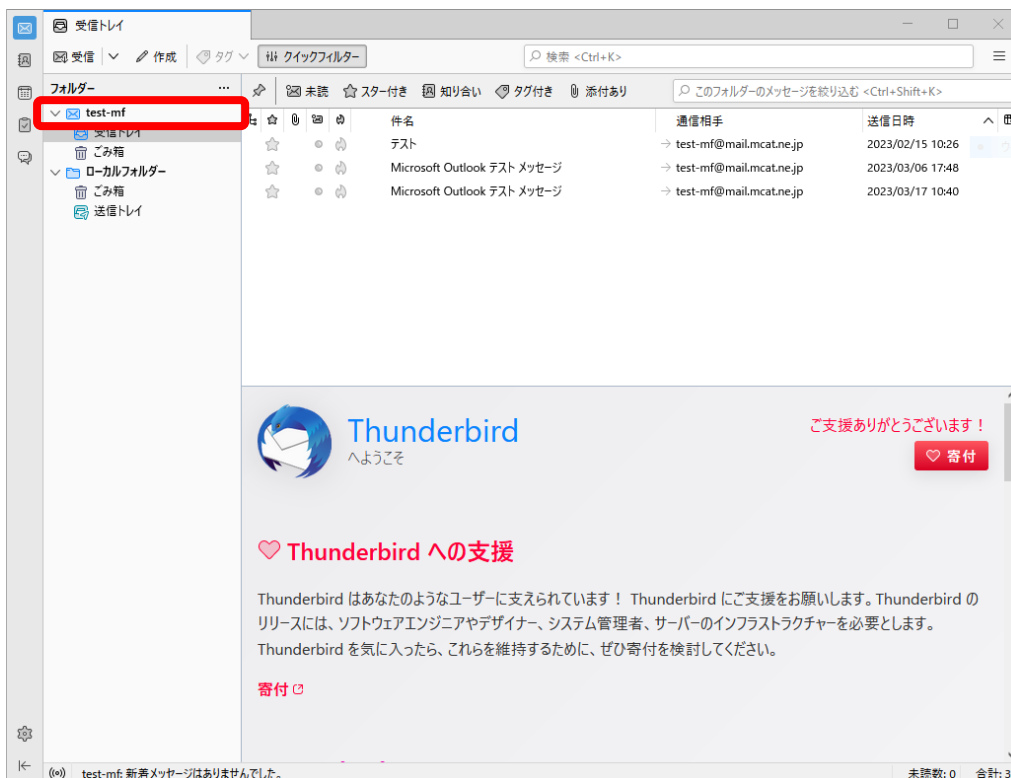 受信トレイ
受信 作成 タグ クイックフィルター 検索 <Ctrl+K>
フォルダー ... 未読 スター付き 知り合い タグ付き 添付あり このフォルダーのメッセージを絞り込む <Ctrl+Shift+K>
test-mf 件名 通信相手 送信日時
受信トレイ テスト → test-mf@mail.mcat.ne.jp 2023/02/15 10:26
ごみ箱 Microsoft Outlook テスト メッセージ → test-mf@mail.mcat.ne.jp 2023/03/06 17:48
ローカルフォルダー
ごみ箱 Microsoft Outlook テスト メッセージ → test-mf@mail.mcat.ne.jp 2023/03/17 10:40
送信トレイ
Thunderbird
へようこそ
ご支援ありがとうございます！
寄付
Thunderbird への支援
Thunderbird はあなたのようなユーザーに支えられています！ Thunderbird にご支援をお願いします。Thunderbird の
リリースには、ソフトウェアエンジニアやデザイナー、システム管理者、サーバーのインフラストラクチャーを必要とします。
Thunderbird を気に入ったら、これらを維持するために、ぜひ寄付を検討してください。
寄付
test-mf: 新着メッセージはありませんでした。 未読数: 0 合計: 3